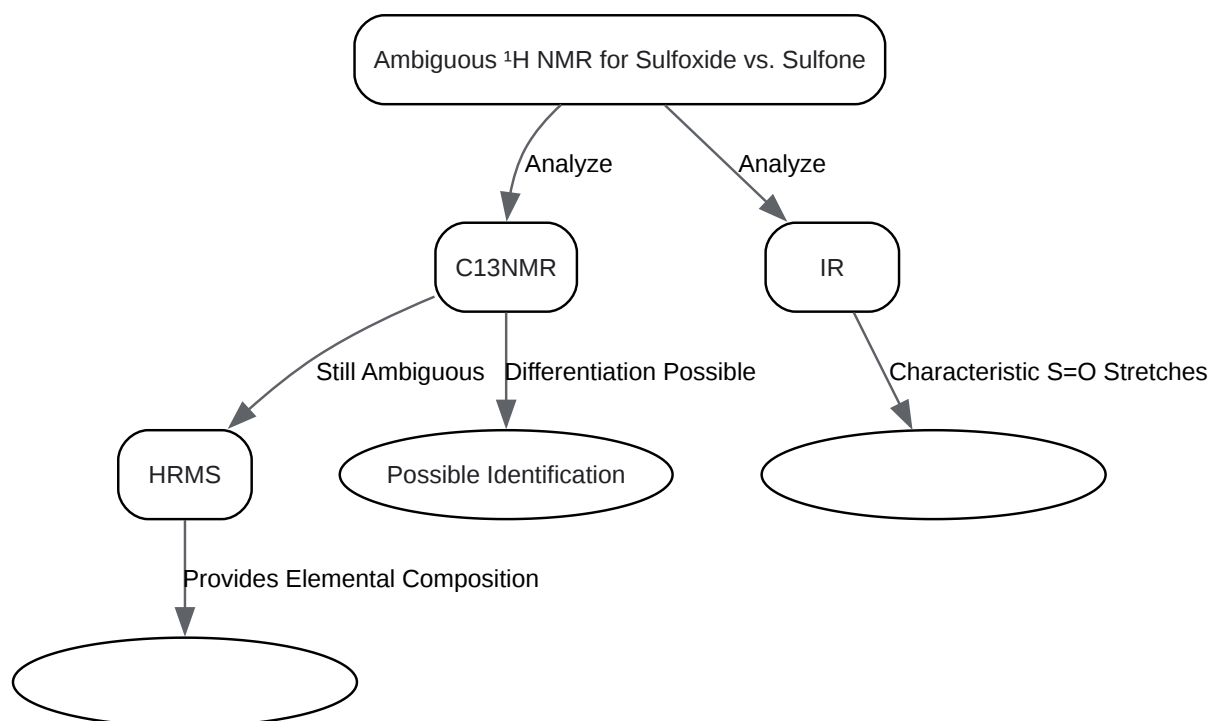 Ambiguous ¹H NMR for Sulfoxide vs. Sulfone
Analyze
Analyze
C13NMR
IR
Still Ambiguous
Differentiation Possible
Characteristic S=O Stretches
HRMS
Possible Identification
Provides Elemental Composition